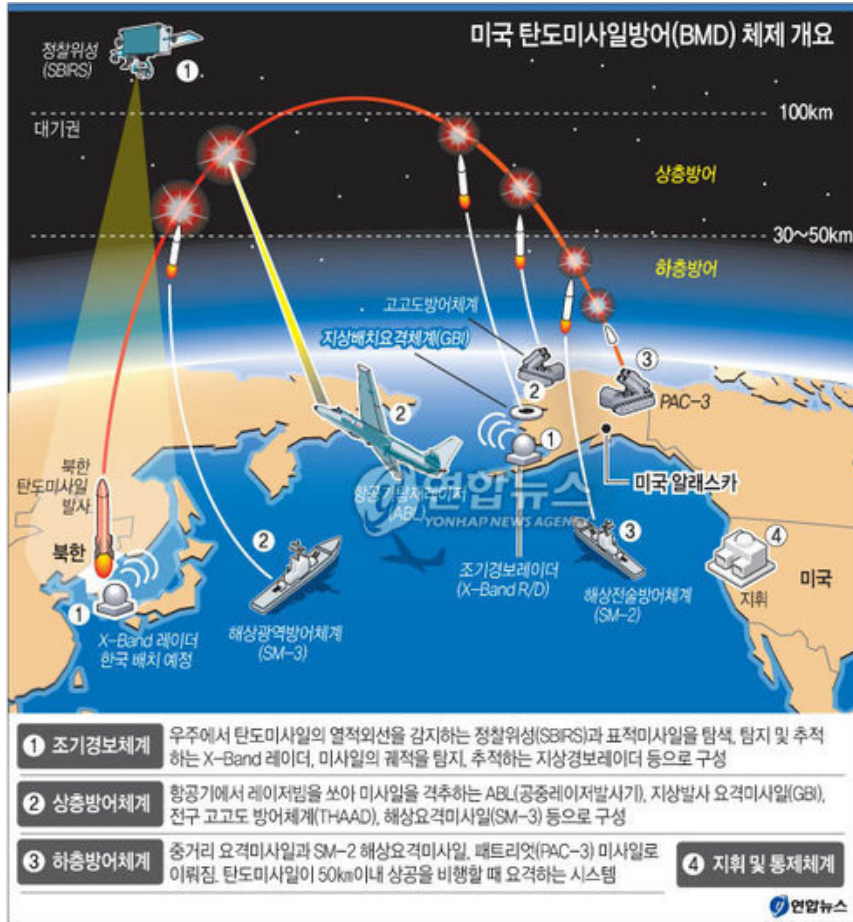 미국 탄도미사일방어(BMD) 체제 개요
정찰위성
(SBIRS)
1
100km
대기권
상층방어
30~50km
하층방어
고고도방어체계
지상배치요격체계(GBI)
2
3
PAC-3
2
1
북한
탄도미사일
발사
항공기탑재레이저
(ABL)
연합뉴스
YONHAP NEWS AGENCY
미국 알래스카
북한
2
3
4
조기경보레이더
(X-Band R/D)
미국
지휘
1
X-Band 레이더
한국 배치 예정
해상광역방어체계
(SM-3)
해상전술방어체계
(SM-2)
1 조기경보체계
우주에서 탄도미사일의 열적외선을 감지하는 정찰위성(SBIRS)과 표적미사일을 탐색, 탐지 및 추적
하는 X-Band 레이더, 미사일의 궤적을 탐지, 추적하는 지상경보레이더 등으로 구성
2 상층방어체계
항공기에서 레이저빔을 쏘아 미사일을 격추하는 ABL(공중레이저발사기), 지상발사 요격미사일(GBI),
전구 고고도 방어체계(THAAD), 해상요격미사일(SM-3) 등으로 구성
3 하층방어체계
중거리 요격미사일과 SM-2 해상요격미사일, 패트리엇(PAC-3) 미사일로
이뤄짐. 탄도미사일이 50km이내 상공을 비행할 때 요격하는 시스템
4 지휘 및 통제체계
연합뉴스